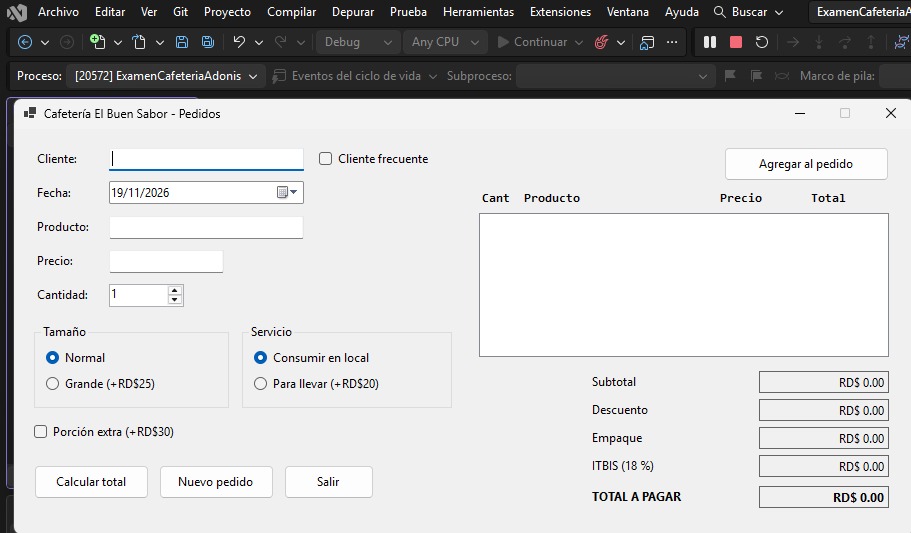 Archivo Editar Ver Git Proyecto Compilar Depurar Prueba Herramientas Extensiones Ventana Ayuda Buscar ExamenCafeteriaA
Debug Any CPU Continuar
Proceso: [20572] ExamenCafeteriaAdonis Eventos del ciclo de vida Subproceso: Marco de pila:
Cafetería El Buen Sabor - Pedidos
Cliente: Cliente frecuente Agregar al pedido
Fecha: 19/11/2026 Cant Producto Precio Total
Producto:
Precio:
Cantidad: 1
Tamaño Servicio
Normal Consumir en local
Grande (+RD$25) Para llevar (+RD$20)
Subtotal RD$ 0.00
Descuento RD$ 0.00
Porción extra (+RD$30) Empaque RD$ 0.00
ITBIS (18 %) RD$ 0.00
Calcular total Nuevo pedido Salir
TOTAL A PAGAR RD$ 0.00